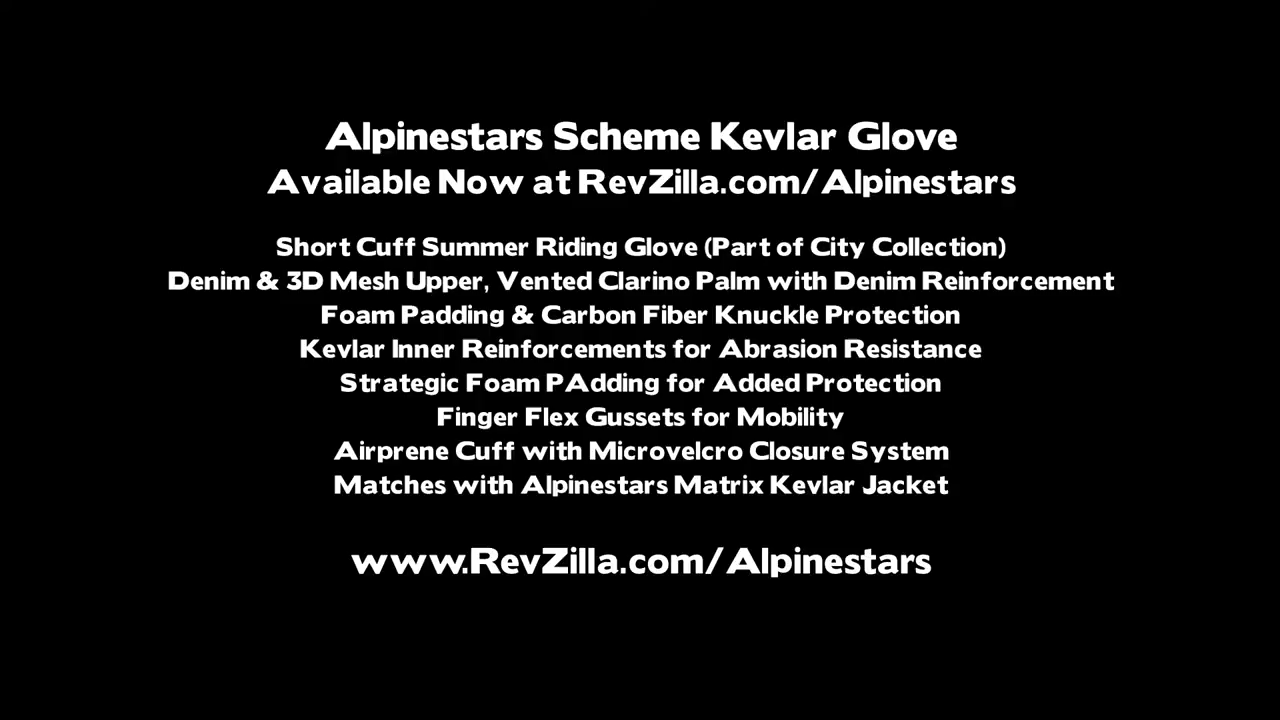 Alpinestars Scheme Kevlar Glove
Available Now at RevZilla.com/Alpinestars
Short Cuff Summer Riding Glove (Part of City Collection)
Denim & 3D Mesh Upper, Vented Clarino Palm with Denim Reinforcement
Foam Padding & Carbon Fiber Knuckle Protection
Kevlar Inner Reinforcements for Abrasion Resistance
Strategic Foam PAdding for Added Protection
Finger Flex Gussets for Mobility
Airprene Cuff with Microvelcro Closure System
Matches with Alpinestars Matrix Kevlar Jacket
www.RevZilla.com/Alpinestars